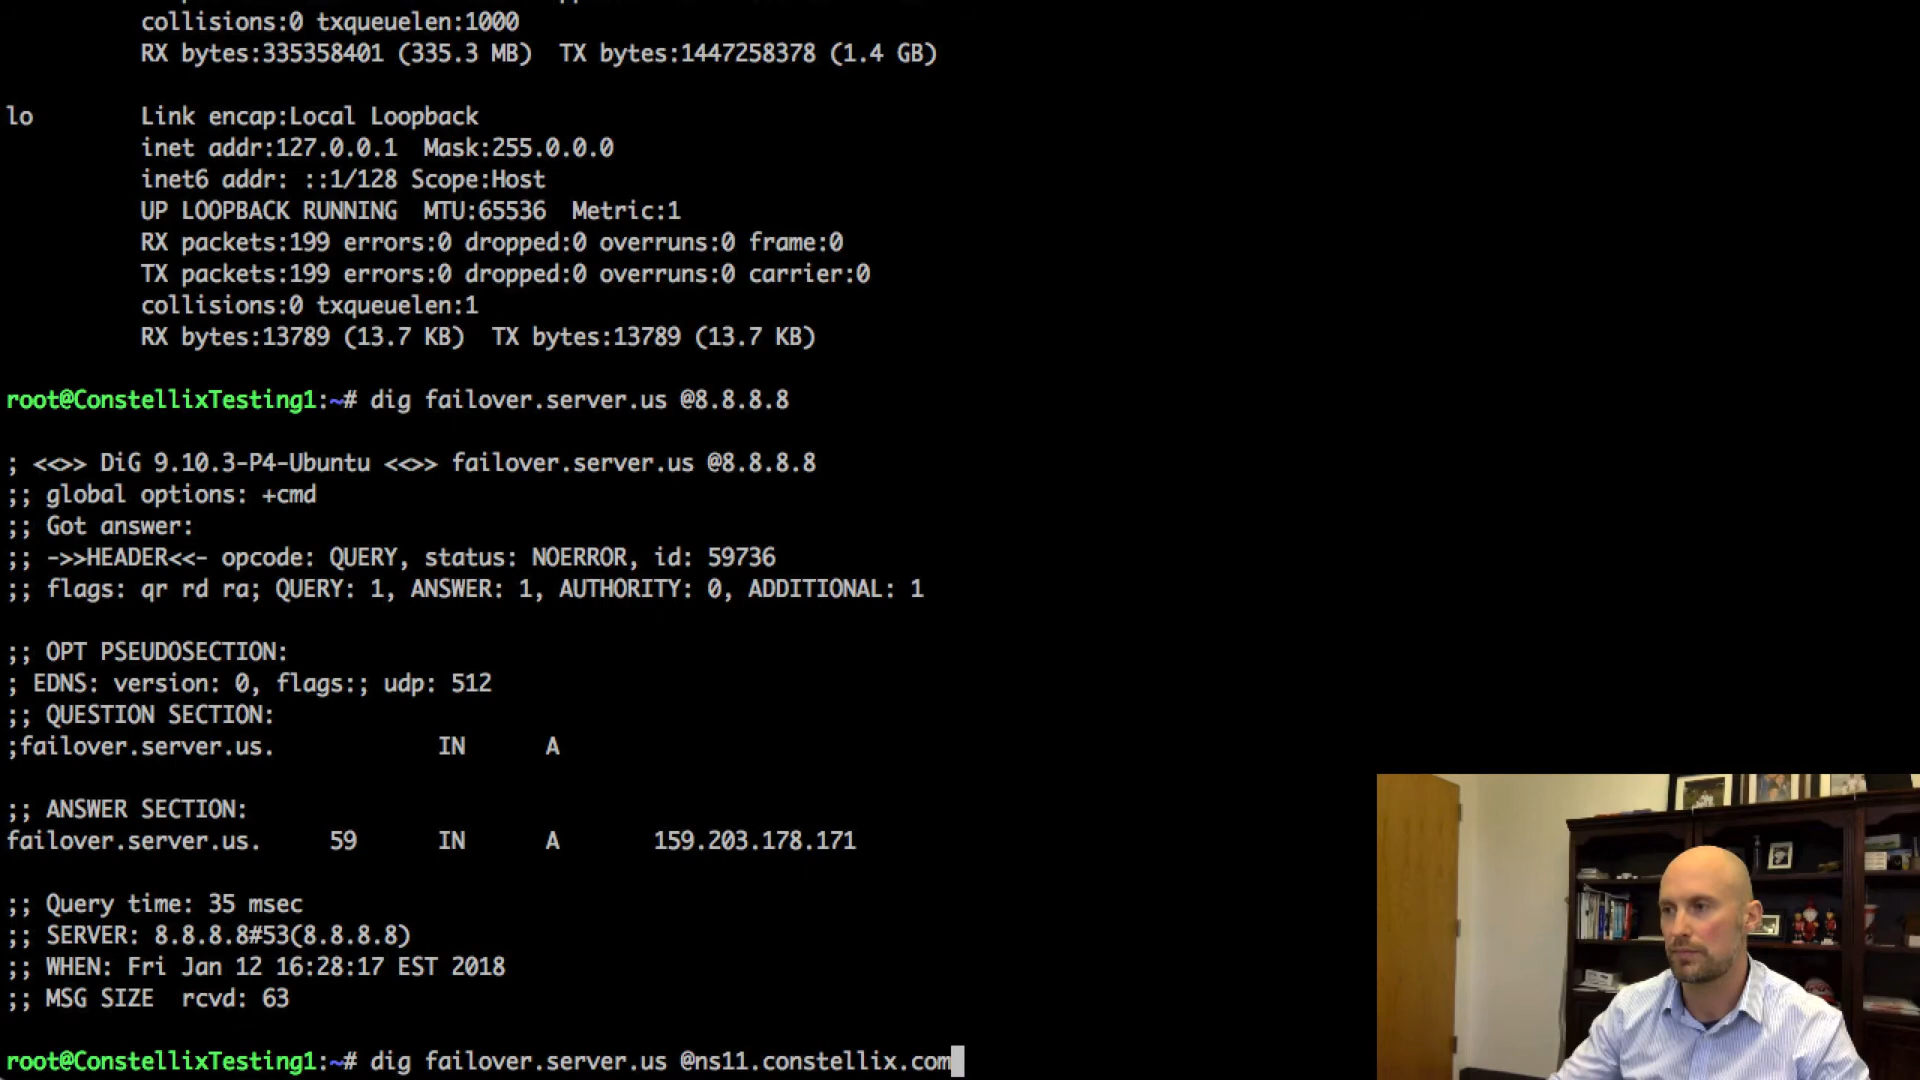 collisions:0 txqueuelen:1000
RX bytes:335358401 (335.3 MB)  TX bytes:1447258378 (1.4 GB)
lo        Link encap:Local Loopback
inet addr:127.0.0.1  Mask:255.0.0.0
inet6 addr: ::1/128 Scope:Host
UP LOOPBACK RUNNING  MTU:65536  Metric:1
RX packets:199 errors:0 dropped:0 overruns:0 frame:0
TX packets:199 errors:0 dropped:0 overruns:0 carrier:0
collisions:0 txqueuelen:1
RX bytes:13789 (13.7 KB)  TX bytes:13789 (13.7 KB)
root@ConstellixTesting1:~# dig failover.server.us @8.8.8.8
; <<>> DiG 9.10.3-P4-Ubuntu <<>> failover.server.us @8.8.8.8
;; global options: +cmd
;; Got answer:
;; ->>HEADER<<- opcode: QUERY, status: NOERROR, id: 59736
;; flags: qr rd ra; QUERY: 1, ANSWER: 1, AUTHORITY: 0, ADDITIONAL: 1
;; OPT PSEUDOSECTION:
; EDNS: version: 0, flags:; udp: 512
;; QUESTION SECTION:
;failover.server.us.            IN      A
;; ANSWER SECTION:
failover.server.us.     59      IN      A       159.203.178.171
;; Query time: 35 msec
;; SERVER: 8.8.8.8#53(8.8.8.8)
;; WHEN: Fri Jan 12 16:28:17 EST 2018
;; MSG SIZE  rcvd: 63
root@ConstellixTesting1:~# dig failover.server.us @ns11.constellix.com